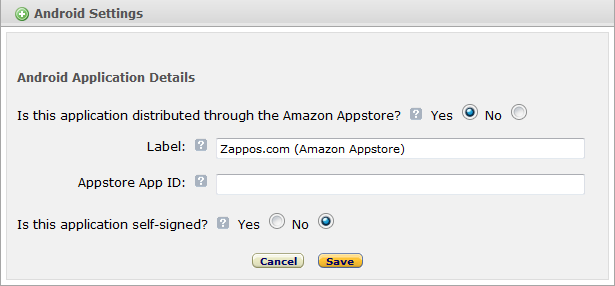 Android Settings
Android Application Details
Is this application distributed through the Amazon Appstore? ? Yes No
Label: ? Zappos.com (Amazon Appstore)
Appstore App ID: ?
Is this application self-signed? ? Yes No
Cancel Save